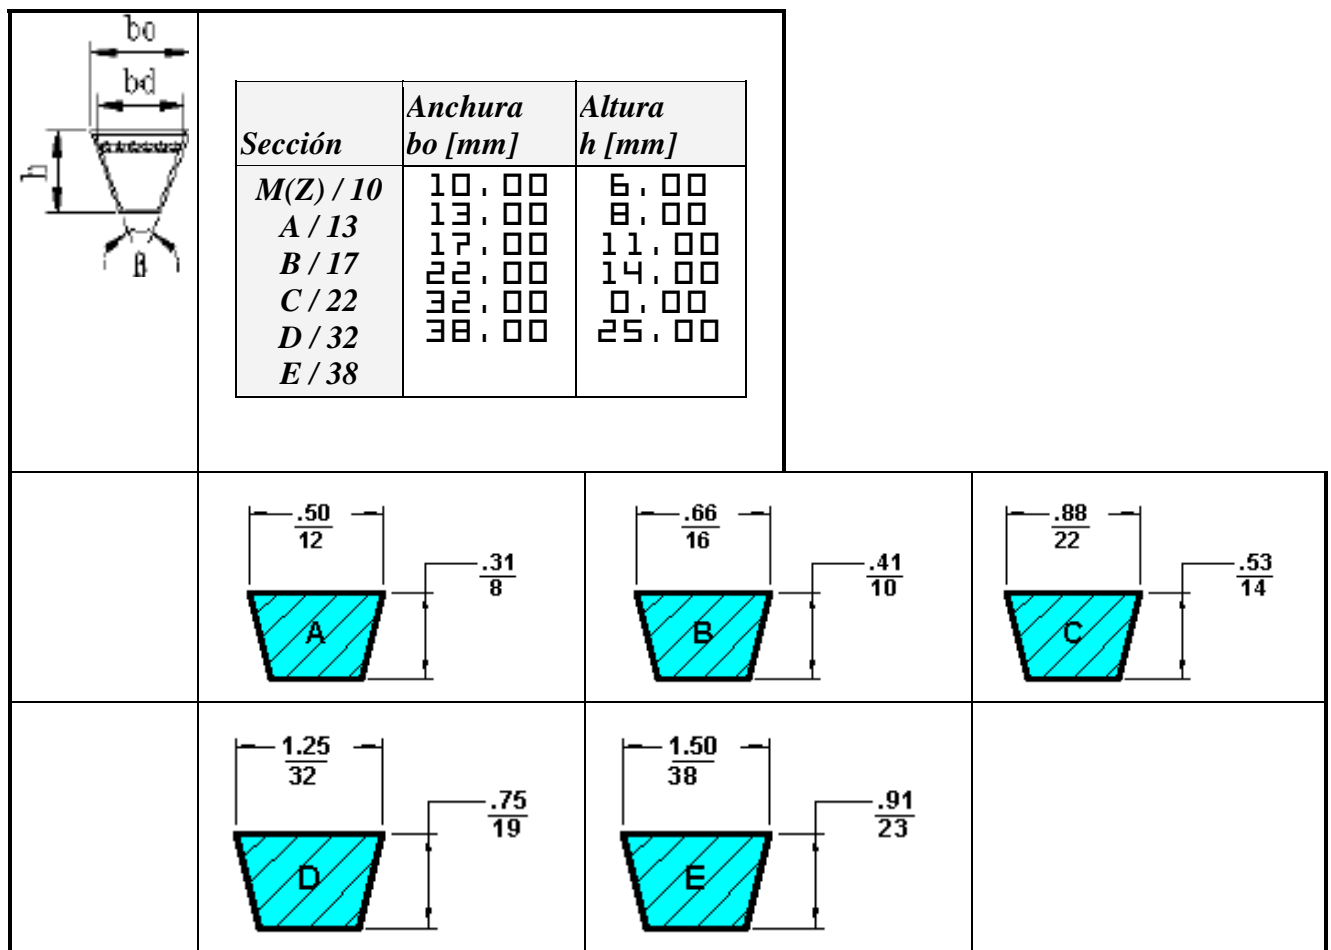 bo
bd
h
β
Sección Anchura bo [mm] Altura h [mm]
M(Z) / 10 10.00 6.00
A / 13 13.00 8.00
B / 17 17.00 11.00
C / 22 22.00 14.00
D / 32 32.00 0.00
E / 38 38.00 25.00
.50
12
.31
8
A
.66
16
.41
10
B
.88
22
.53
14
C
1.25
32
.75
19
D
1.50
38
.91
23
E